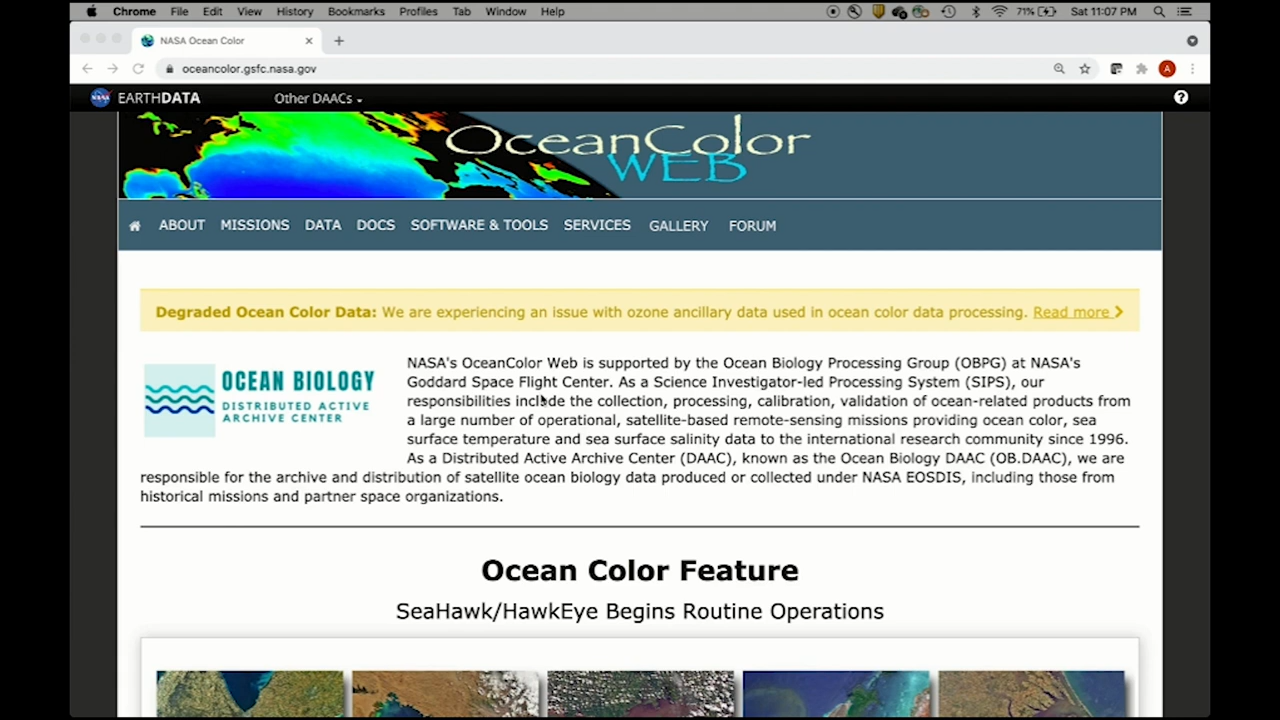 Chrome File Edit View History Bookmarks Profiles Tab Window Help 71% Sat 11:07 PM
NASA Ocean Color
oceancolor.gsfc.nasa.gov A
NASA EARTHDATA Other DAACs ?
OceanColor
WEB
ABOUT MISSIONS DATA DOCS SOFTWARE & TOOLS SERVICES GALLERY FORUM
Degraded Ocean Color Data: We are experiencing an issue with ozone ancillary data used in ocean color data processing. Read more
OCEAN BIOLOGY
DISTRIBUTED ACTIVE
ARCHIVE CENTER
NASA's OceanColor Web is supported by the Ocean Biology Processing Group (OBPG) at NASA's
Goddard Space Flight Center. As a Science Investigator-led Processing System (SIPS), our
responsibilities include the collection, processing, calibration, validation of ocean-related products from
a large number of operational, satellite-based remote-sensing missions providing ocean color, sea
surface temperature and sea surface salinity data to the international research community since 1996.
As a Distributed Active Archive Center (DAAC), known as the Ocean Biology DAAC (OB.DAAC), we are
responsible for the archive and distribution of satellite ocean biology data produced or collected under NASA EOSDIS, including those from
historical missions and partner space organizations.
Ocean Color Feature
SeaHawk/HawkEye Begins Routine Operations